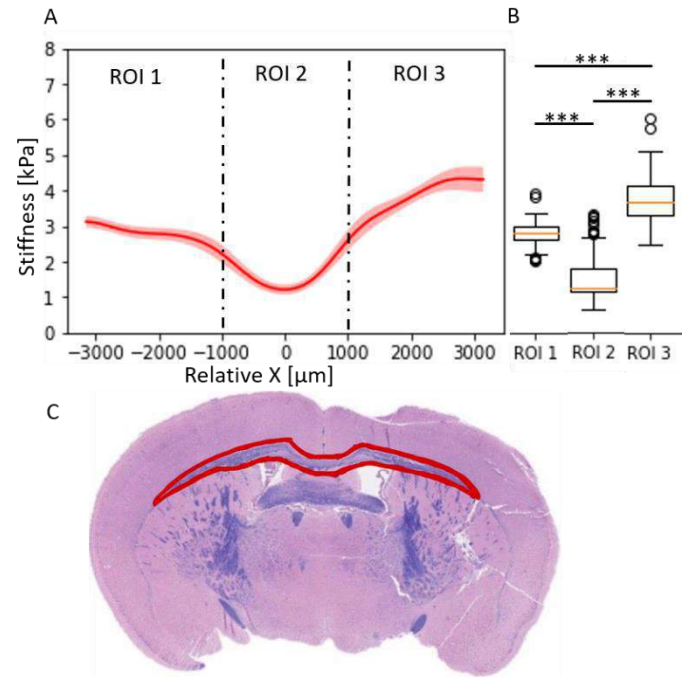 A
B
8
7
6
5
4
3
2
1
0
Stiffness [kPa]
ROI 1
ROI 2
ROI 3
−3000 −2000 −1000 0 1000 2000 3000
Relative X [µm]
***
***
***
ROI 1 ROI 2 ROI 3
C